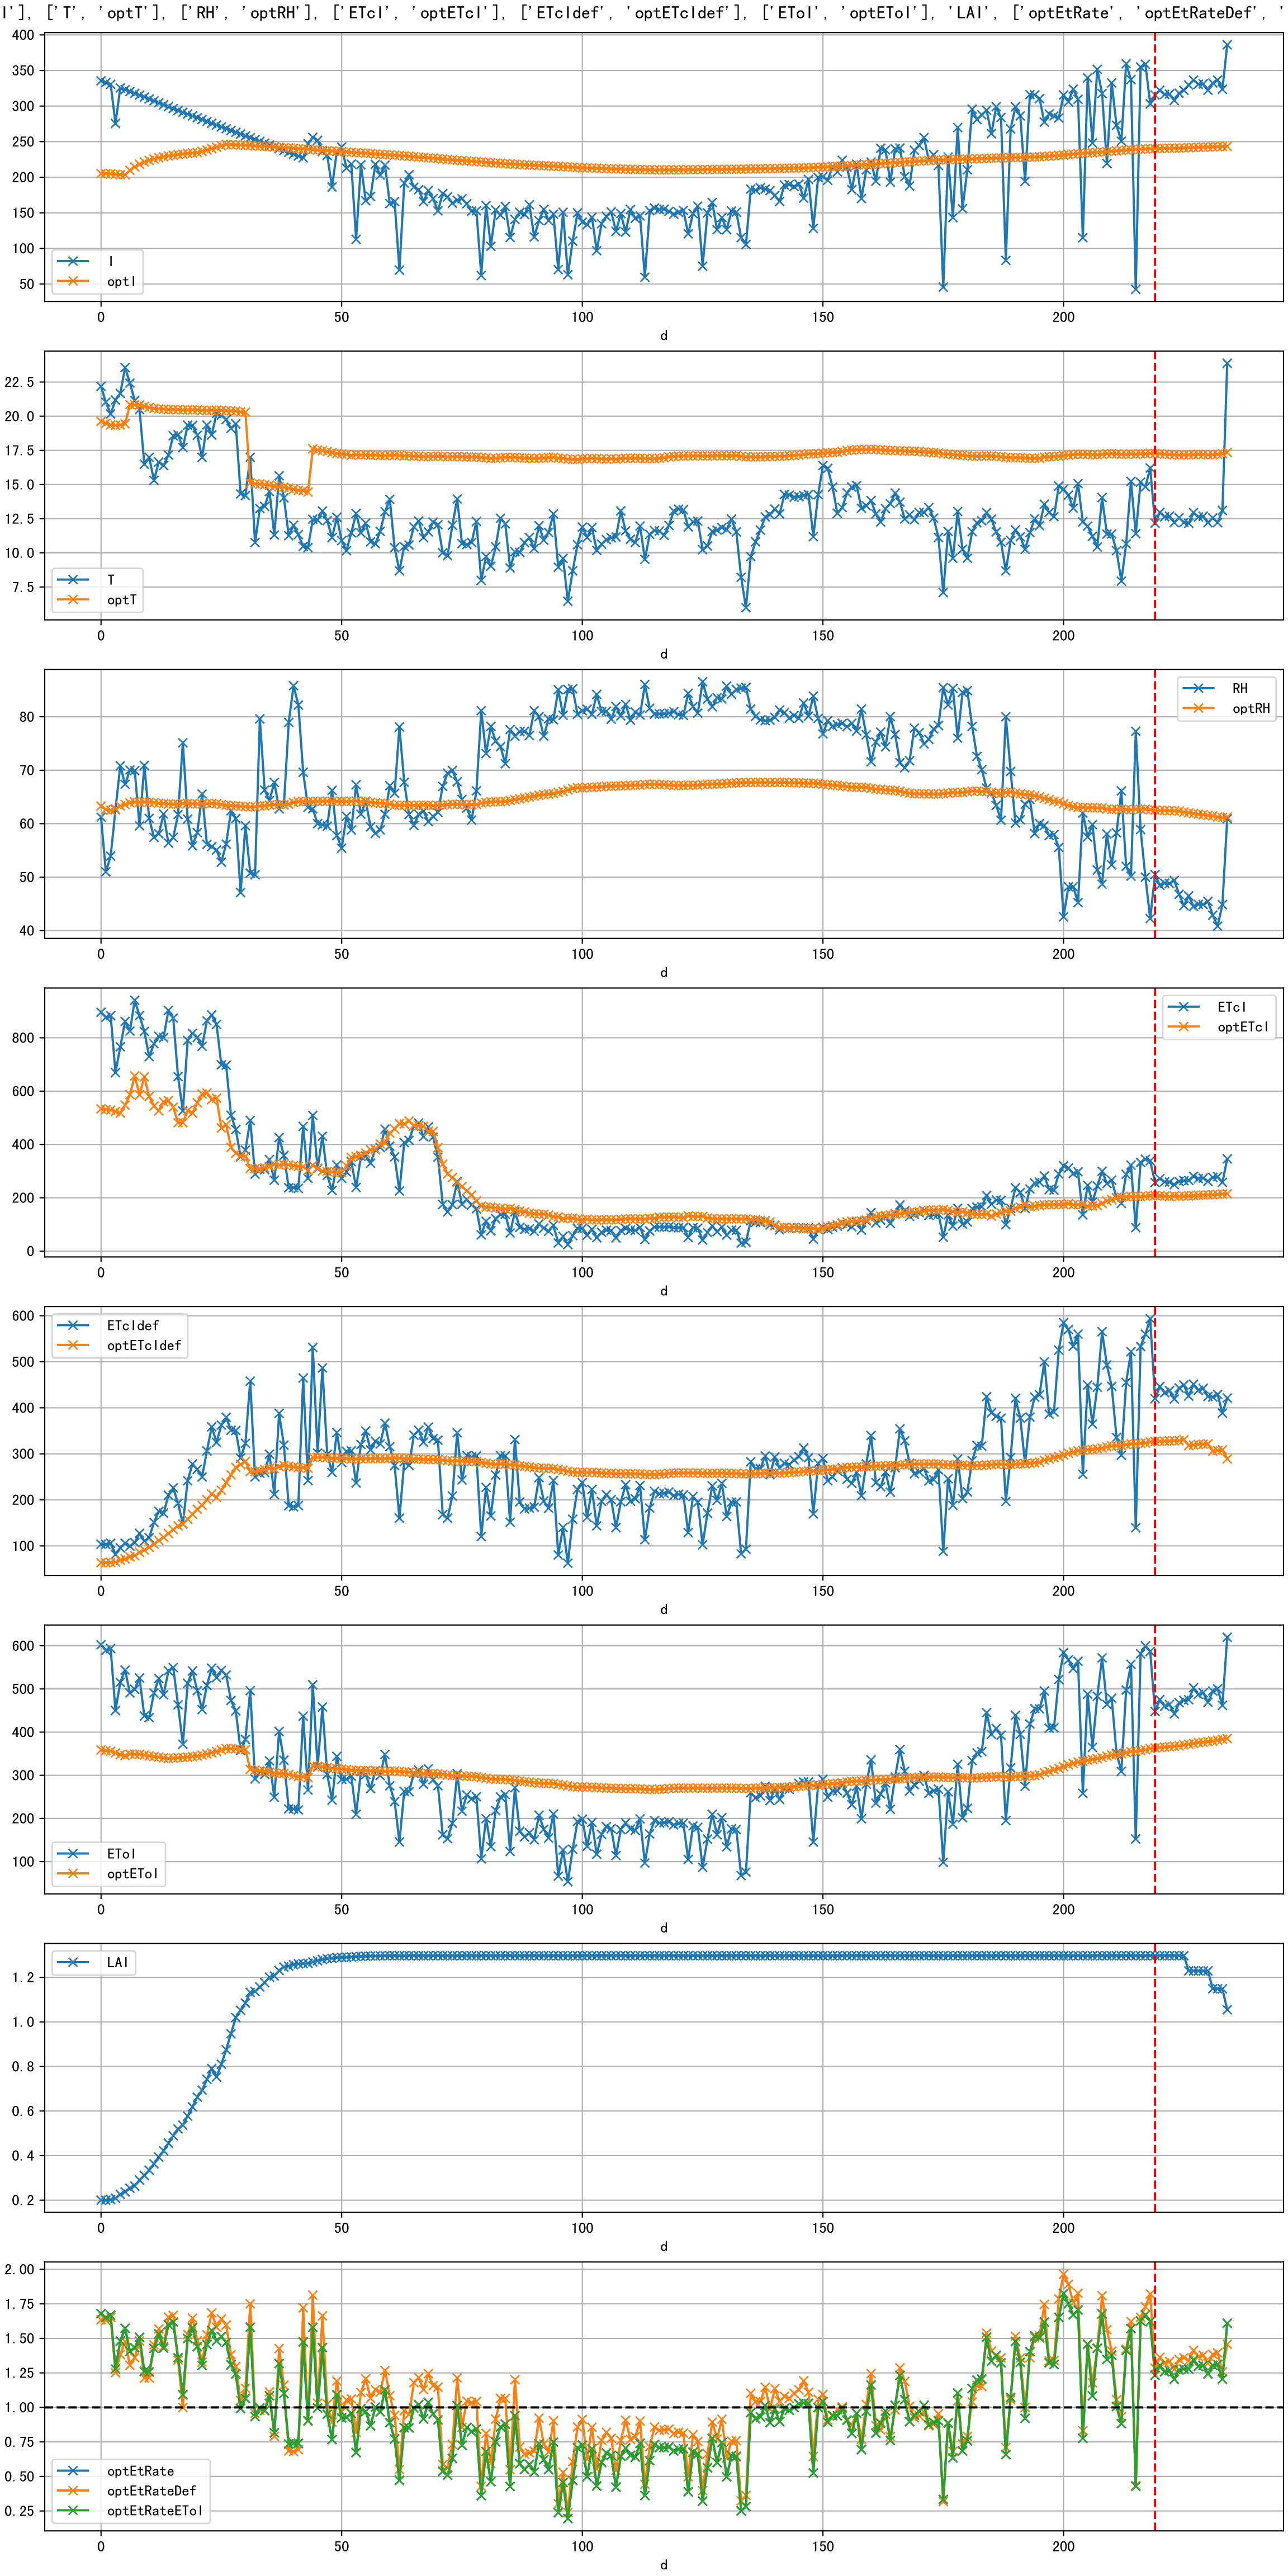 I'], ['T', 'optT'], ['RH', 'optRH'], ['ETcI', 'optETcI'], ['ETcIdef', 'optETcIdef'], ['EToI', 'optEToI'], 'LAI', ['optEtRate', 'optEtRateDef', '
400
350
300
250
200
150
100
50
I
optI
0 50 100 150 200
d
22.5
20.0
17.5
15.0
12.5
10.0
7.5
T
optT
0 50 100 150 200
d
80
70
60
50
40
RH
optRH
0 50 100 150 200
d
800
600
400
200
0
ETcI
optETcI
0 50 100 150 200
d
600
500
400
300
200
100
ETcIdef
optETcIdef
0 50 100 150 200
d
600
500
400
300
200
100
EToI
optEToI
0 50 100 150 200
d
1.2
1.0
0.8
0.6
0.4
0.2
LAI
0 50 100 150 200
d
2.00
1.75
1.50
1.25
1.00
0.75
0.50
0.25
optEtRate
optEtRateDef
optEtRateEToI
0 50 100 150 200
d